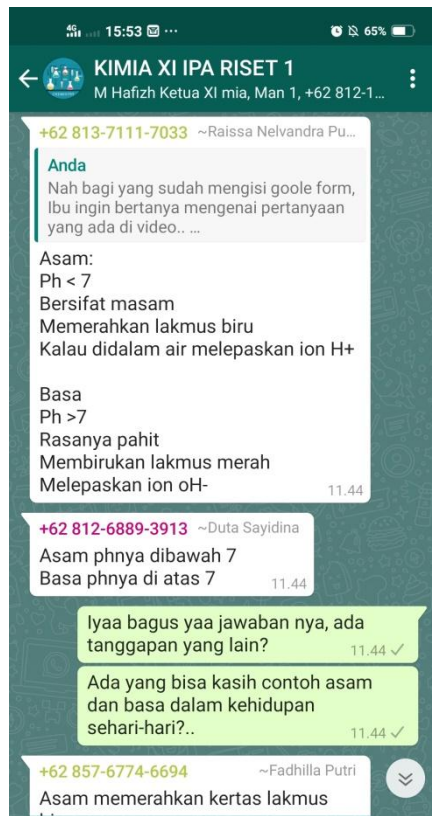 4G 15:53 ... 65%
KIMIA XI IPA RISET 1
M Hafizh Ketua XI mia, Man 1, +62 812-1...
+62 813-7111-7033 ~Raissa Nelvandra Pu...
Anda
Nah bagi yang sudah mengisi goole form,
Ibu ingin bertanya mengenai pertanyaan
yang ada di video.. ...
Asam:
Ph < 7
Bersifat masam
Memerahkan lakmus biru
Kalau didalam air melepaskan ion H+
Basa
Ph >7
Rasanya pahit
Membirukan lakmus merah
Melepaskan ion oH-
11.44
+62 812-6889-3913 ~Duta Sayidina
Asam phnya dibawah 7
Basa phnya di atas 7
11.44
Iyaa bagus yaa jawaban nya, ada
tanggapan yang lain?
11.44
Ada yang bisa kasih contoh asam
dan basa dalam kehidupan
sehari-hari?..
11.44
+62 857-6774-6694 ~Fadhilla Putri
Asam memerahkan kertas lakmus